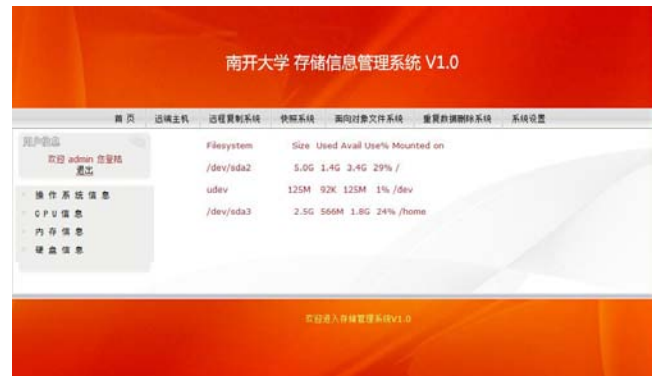 南开大学 存储信息管理系统 V1.0
首页 远端主机 远程复制系统 快照系统 面向对象文件系统 重复数据删除系统 系统设置
用户信息
欢迎 admin 您登陆
退出
操作系统信息
CPU信息
内存信息
硬盘信息
Filesystem Size Used Avail Use% Mounted on
/dev/sda2 5.0G 1.4G 3.4G 29% /
udev 125M 92K 125M 1% /dev
/dev/sda3 2.5G 566M 1.8G 24% /home
欢迎进入存储管理系统V1.0